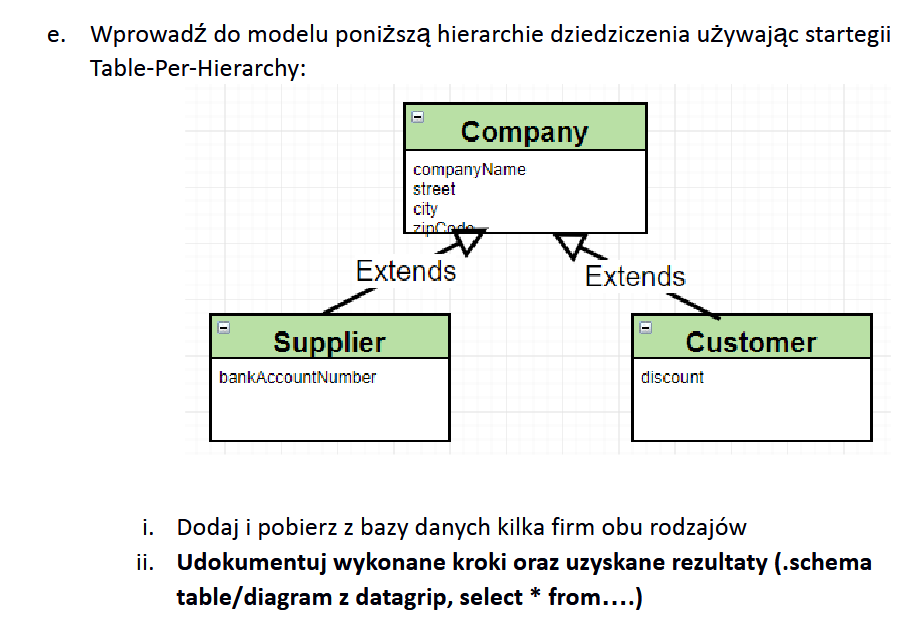 e. Wprowadź do modelu poniższą hierarchie dziedziczenia używając startegii
Table-Per-Hierarchy:
Company
companyName
street
city
zipCode
Extends
Extends
Supplier
bankAccountNumber
Customer
discount
i. Dodaj i pobierz z bazy danych kilka firm obu rodzajów
ii. Udokumentuj wykonane kroki oraz uzyskane rezultaty (.schema
table/diagram z datagrip, select * from….)